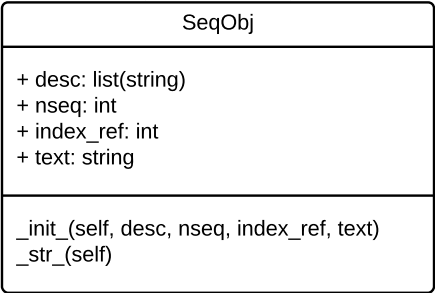 SeqObj
+ desc: list(string)
+ nseq: int
+ index_ref: int
+ text: string
_init_(self, desc, nseq, index_ref, text)
_str_(self)